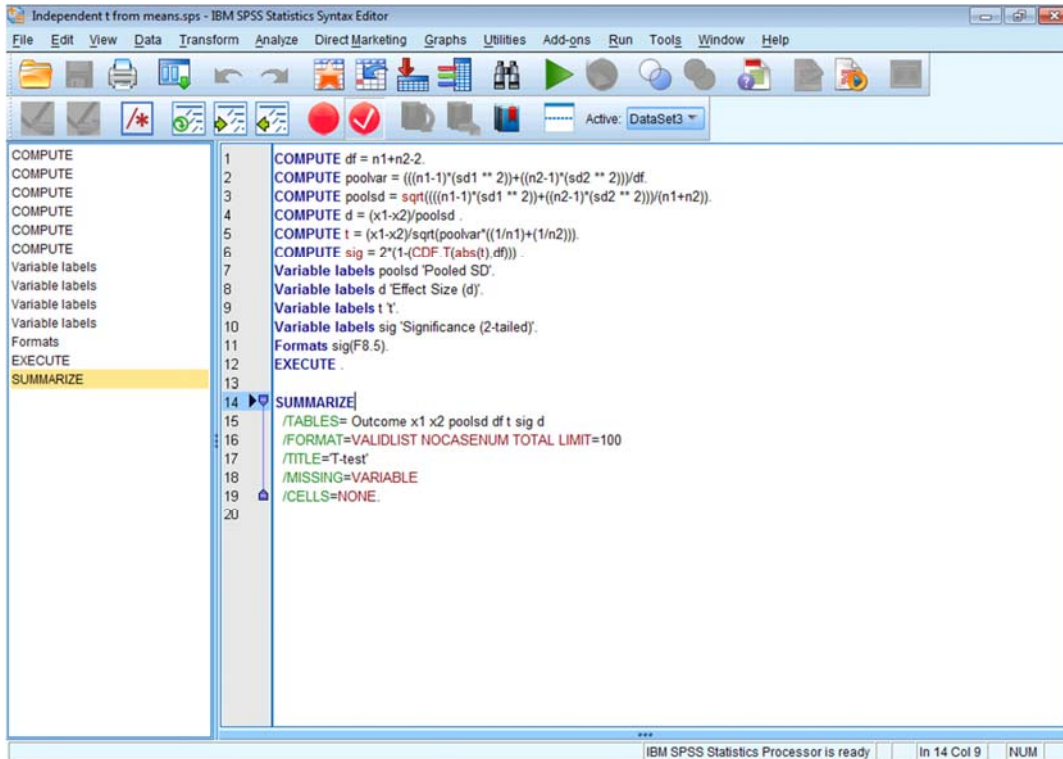 Independent t from means.sps - IBM SPSS Statistics Syntax Editor
File Edit View Data Transform Analyze Direct Marketing Graphs Utilities Add-ons Run Tools Window Help
Active: DataSet3
COMPUTE
COMPUTE
COMPUTE
COMPUTE
COMPUTE
COMPUTE
Variable labels
Variable labels
Variable labels
Variable labels
Formats
EXECUTE
SUMMARIZE
1 COMPUTE df = n1+n2-2.
2 COMPUTE poolvar = (((n1-1)*(sd1 ** 2))+((n2-1)*(sd2 ** 2)))/df.
3 COMPUTE poolsd = sqrt((((n1-1)*(sd1 ** 2))+((n2-1)*(sd2 ** 2)))/(n1+n2)).
4 COMPUTE d = (x1-x2)/poolsd .
5 COMPUTE t = (x1-x2)/sqrt(poolvar*((1/n1)+(1/n2))).
6 COMPUTE sig = 2*(1-(CDF.T(abs(t),df))) .
7 Variable labels poolsd 'Pooled SD'.
8 Variable labels d 'Effect Size (d)'.
9 Variable labels t 't'.
10 Variable labels sig 'Significance (2-tailed)'.
11 Formats sig(F8.5).
12 EXECUTE .
13
14 SUMMARIZE
15 /TABLES= Outcome x1 x2 poolsd df t sig d
16 /FORMAT=VALIDLIST NOCASENUM TOTAL LIMIT=100
17 /TITLE='T-test'
18 /MISSING=VARIABLE
19 /CELLS=NONE.
20
IBM SPSS Statistics Processor is ready In 14 Col 9 NUM